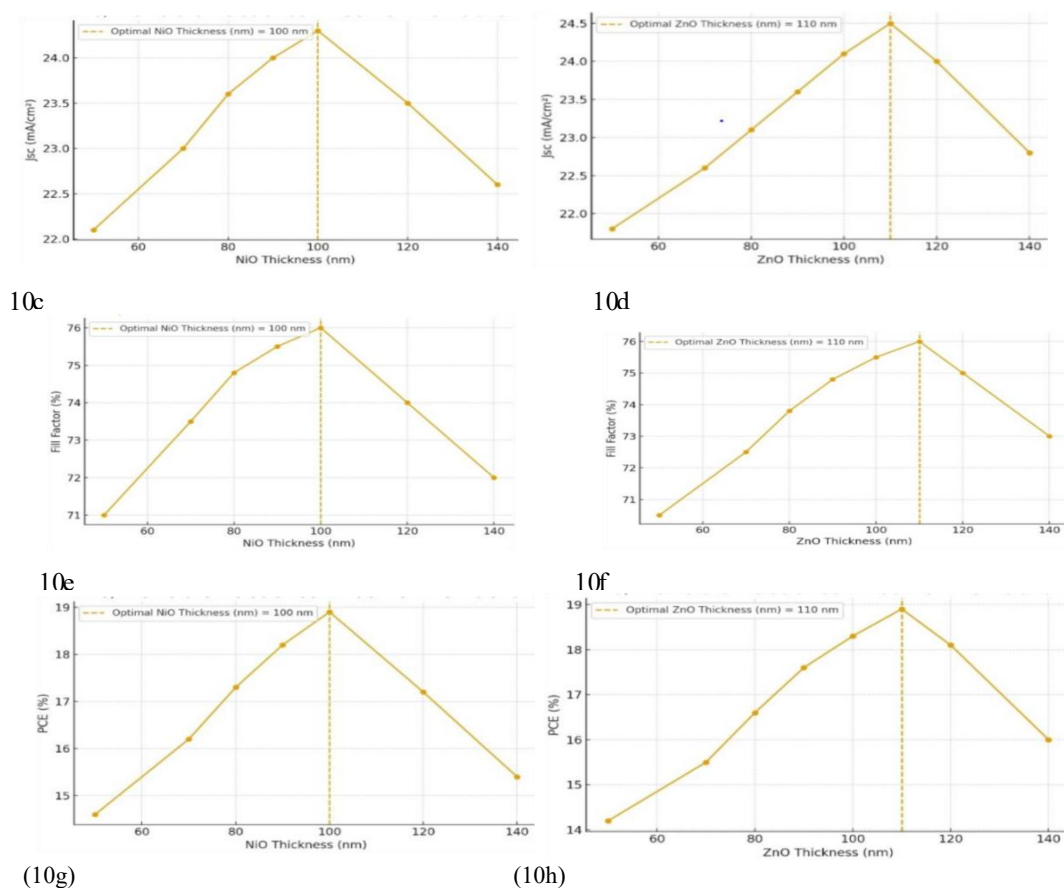 Optimal NiO Thickness (nm) = 100 nm
Jsc (mA/cm²)
24.0
23.5
23.0
22.5
22.0
60 80 100 120 140
NiO Thickness (nm)
Optimal ZnO Thickness (nm) = 110 nm
Jsc (mA/cm²)
24.5
24.0
23.5
23.0
22.5
22.0
21.5
60 80 100 120 140
ZnO Thickness (nm)
10c 10d
Optimal NiO Thickness (nm) = 100 nm
Fill Factor (%)
76
75
74
73
72
71
60 80 100 120 140
NiO Thickness (nm)
Optimal ZnO Thickness (nm) = 110 nm
Fill Factor (%)
76
75
74
73
72
71
60 80 100 120 140
ZnO Thickness (nm)
10e 10f
Optimal NiO Thickness (nm) = 100 nm
PCE (%)
19
18
17
16
15
60 80 100 120 140
NiO Thickness (nm)
Optimal ZnO Thickness (nm) = 110 nm
PCE (%)
19
18
17
16
15
14
60 80 100 120 140
ZnO Thickness (nm)
(10g) (10h)